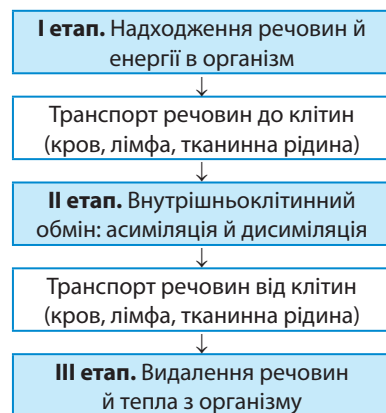 I етап. Надходження речовин й
енергії в організм
↓
Транспорт речовин до клітин
(кров, лімфа, тканинна рідина)
↓
II етап. Внутрішньоклітинний
обмін: асиміляція й дисиміляція
↓
Транспорт речовин від клітин
(кров, лімфа, тканинна рідина)
↓
III етап. Видалення речовин
й тепла з організму